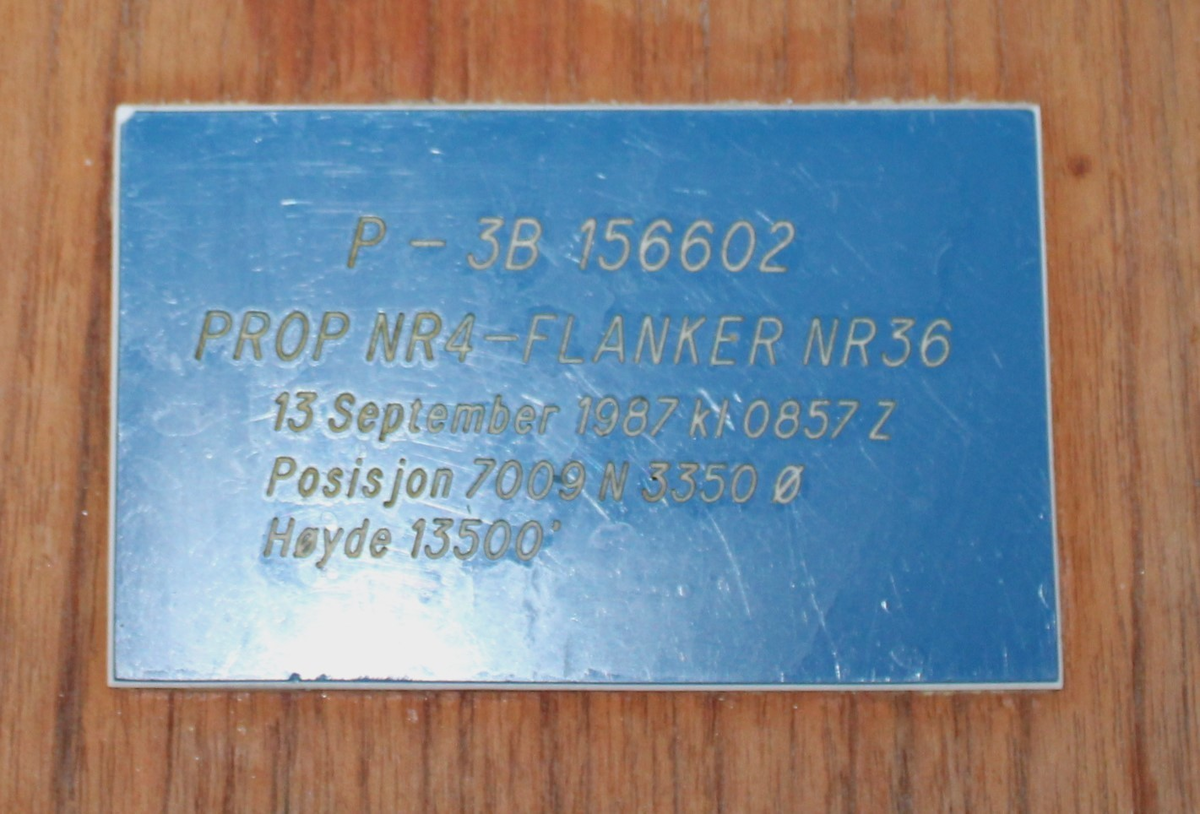 P - 3B 156602
PROP NR4-FLANKER NR36
13 September 1987 kl 0857 Z
Posisjon 7009 N 3350 Ø
Høyde 13500'